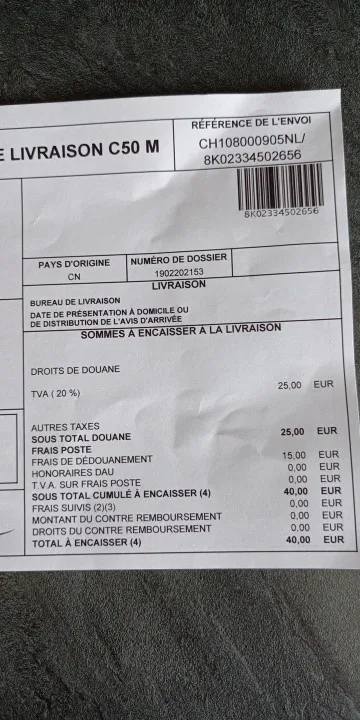 E LIVRAISON C50 M
RÉFÉRENCE DE L'ENVOI
CH108000905NL/
8K02334502656
8K02334502656
PAYS D'ORIGINE
CN
NUMÉRO DE DOSSIER
1902202153
LIVRAISON
BUREAU DE LIVRAISON
DATE DE PRÉSENTATION À DOMICILE OU
DE DISTRIBUTION DE L'AVIS D'ARRIVÉE
SOMMES À ENCAISSER À LA LIVRAISON
DROITS DE DOUANE
TVA ( 20 %) 25,00 EUR
AUTRES TAXES
SOUS TOTAL DOUANE 25,00 EUR
FRAIS POSTE
FRAIS DE DÉDOUANEMENT 15,00 EUR
HONORAIRES DAU 0,00 EUR
T.V.A. SUR FRAIS POSTE 0,00 EUR
SOUS TOTAL CUMULÉ À ENCAISSER (4) 40,00 EUR
FRAIS SUIVIS (2)(3) 0,00 EUR
MONTANT DU CONTRE REMBOURSEMENT 0,00 EUR
DROITS DU CONTRE REMBOURSEMENT 0.00 EUR
TOTAL À ENCAISSER (4) 40,00 EUR